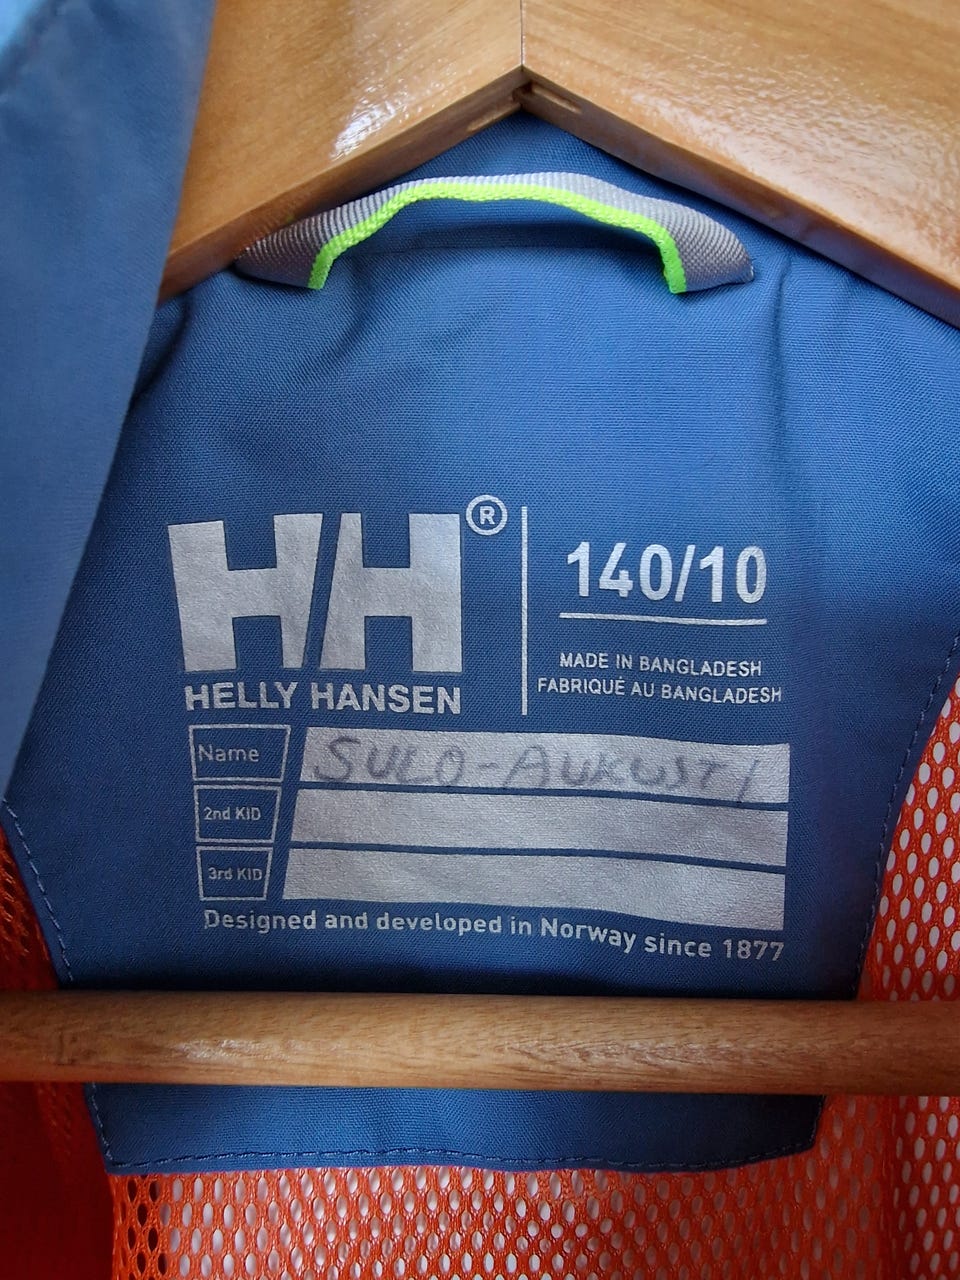 HH®
HELLY HANSEN
140/10
MADE IN BANGLADESH
FABRIQUÉ AU BANGLADESH
Name SULO-AUKUSTI
2nd KID
3rd KID
Designed and developed in Norway since 1877